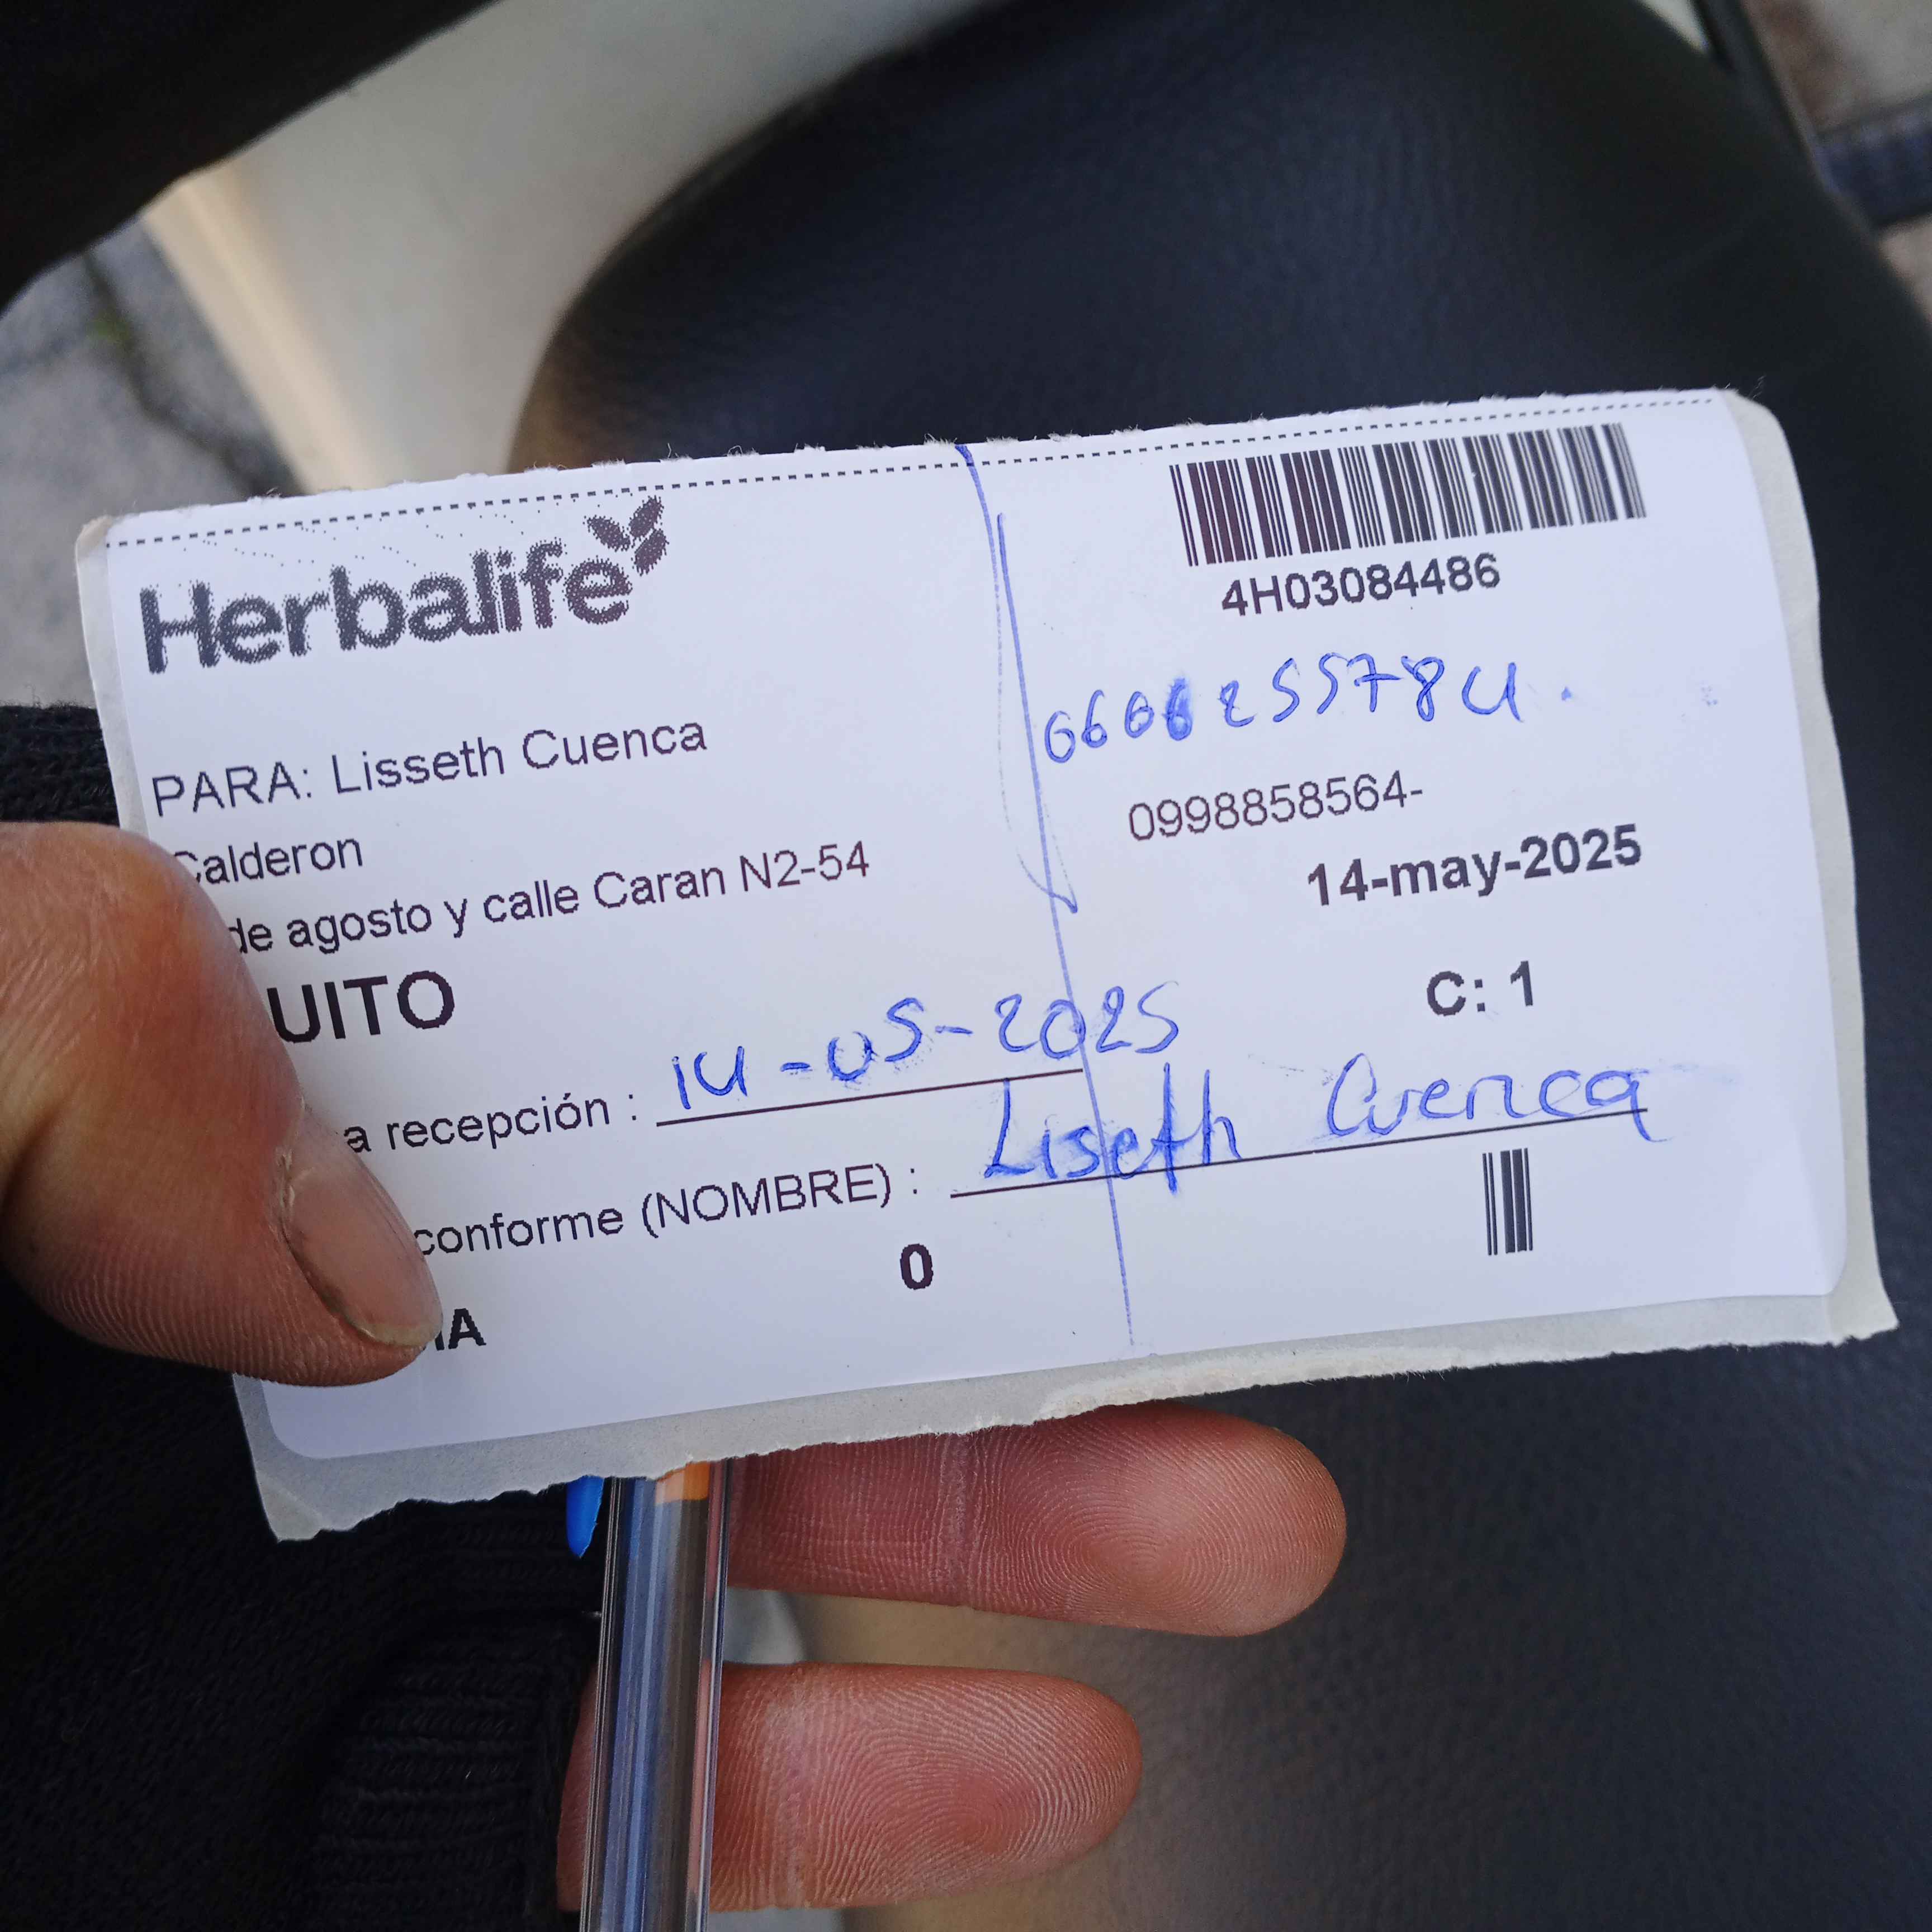 Herbalife
4H03084486
PARA: Lisseth Cuenca
0998858564-
Calderon
14-may-2025
de agosto y calle Caran N2-54
UITO
C: 1
a recepción : 14-05-2025
conforme (NOMBRE) : Liseth Cuenca
0